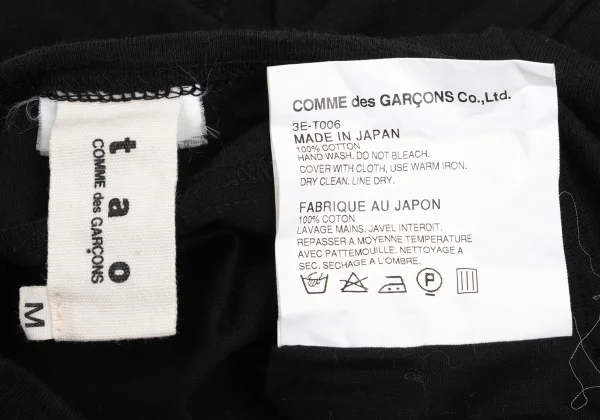 tao
COMME des GARÇONS
M
COMME des GARÇONS Co.,Ltd.
3E-T006
MADE IN JAPAN
100% COTTON
HAND WASH. DO NOT BLEACH.
COVER WITH CLOTH, USE WARM IRON.
DRY CLEAN. LINE DRY.
FABRIQUE AU JAPON
100% COTON
LAVAGE MAINS. JAVEL INTERDIT.
REPASSER A MOYENNE TEMPERATURE
AVEC PATTEMOUILLE. NETTOYAGE A
SEC. SECHAGE A L'OMBRE.
P